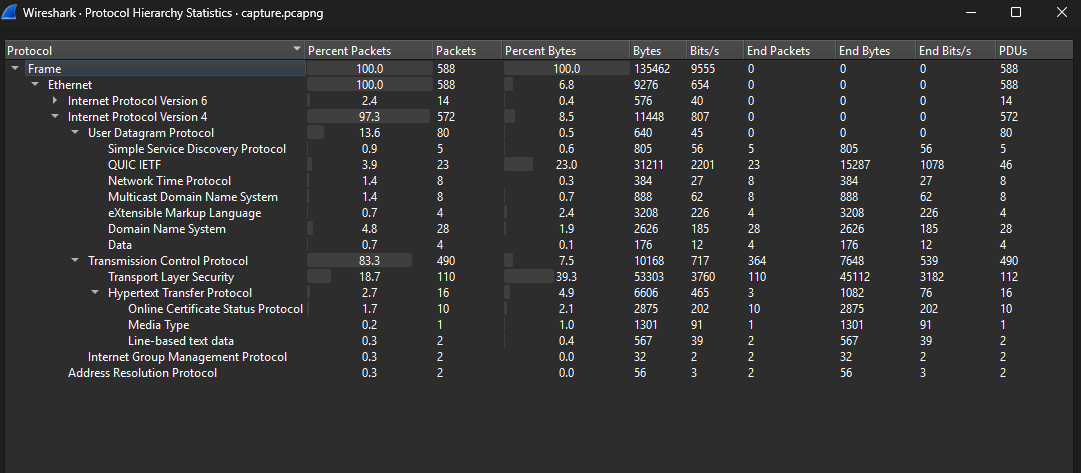 Wireshark · Protocol Hierarchy Statistics · capture.pcapng
Protocol Percent Packets Packets Percent Bytes Bytes Bits/s End Packets End Bytes End Bits/s PDUs
Frame 100.0 588 100.0 135462 9555 0 0 0 588
Ethernet 100.0 588 6.8 9276 654 0 0 0 588
Internet Protocol Version 6 2.4 14 0.4 576 40 0 0 0 14
Internet Protocol Version 4 97.3 572 8.5 11448 807 0 0 0 572
User Datagram Protocol 13.6 80 0.5 640 45 0 0 0 80
Simple Service Discovery Protocol 0.9 5 0.6 805 56 5 805 56 5
QUIC IETF 3.9 23 23.0 31211 2201 23 15287 1078 46
Network Time Protocol 1.4 8 0.3 384 27 8 384 27 8
Multicast Domain Name System 1.4 8 0.7 888 62 8 888 62 8
eXtensible Markup Language 0.7 4 2.4 3208 226 4 3208 226 4
Domain Name System 4.8 28 1.9 2626 185 28 2626 185 28
Data 0.7 4 0.1 176 12 4 176 12 4
Transmission Control Protocol 83.3 490 7.5 10168 717 364 7648 539 490
Transport Layer Security 18.7 110 39.3 53303 3760 110 45112 3182 112
Hypertext Transfer Protocol 2.7 16 4.9 6606 465 3 1082 76 16
Online Certificate Status Protocol 1.7 10 2.1 2875 202 10 2875 202 10
Media Type 0.2 1 1.0 1301 91 1 1301 91 1
Line-based text data 0.3 2 0.4 567 39 2 567 39 2
Internet Group Management Protocol 0.3 2 0.0 32 2 2 32 2 2
Address Resolution Protocol 0.3 2 0.0 56 3 2 56 3 2